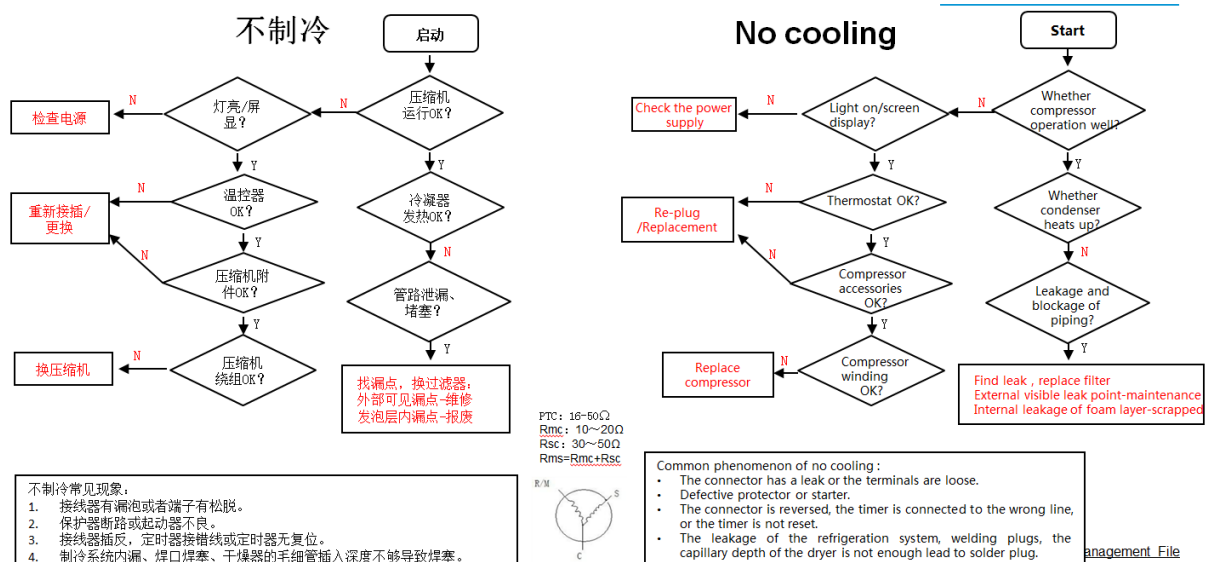 不制冷
启动
压缩机
运行OK？
N
灯亮/屏
显？
N
检查电源
Y
Y
温控器
OK？
N
重新接插/
更换
冷凝器
发热OK？
Y
N
N
压缩机附
件OK？
管路泄漏、
堵塞？
Y
Y
压缩机
绕组OK？
N
换压缩机
找漏点，换过滤器；
外部可见漏点-维修
发泡层内漏点-报废
不制冷常见现象：
1. 接线器有漏泡或者端子有松脱。
2. 保护器断路或起动器不良。
3. 接线器插反，定时器接错线或定时器无复位。
4. 制冷系统内漏、焊口焊塞、干燥器的毛细管插入深度不够导致焊塞。
PTC：16-50Ω
Rmc：10～20Ω
Rsc：30～50Ω
Rms=Rmc+Rsc
R/M
S
C
No cooling
Start
Whether
compressor
operation well?
N
Light on/screen
display?
N
Check the power
supply
Y
Y
Thermostat OK?
N
Re-plug
/Replacement
Whether
condenser
heats up?
Y
N
N
Compressor
accessories
OK?
Leakage and
blockage of
piping?
Y
Y
Compressor
winding
OK?
N
Replace
compressor
Find leak , replace filter
External visible leak point-maintenance
Internal leakage of foam layer-scrapped
Common phenomenon of no cooling :
• The connector has a leak or the terminals are loose.
• Defective protector or starter.
• The connector is reversed, the timer is connected to the wrong line,
or the timer is not reset.
• The leakage of the refrigeration system, welding plugs, the
capillary depth of the dryer is not enough lead to solder plug.
anagement File